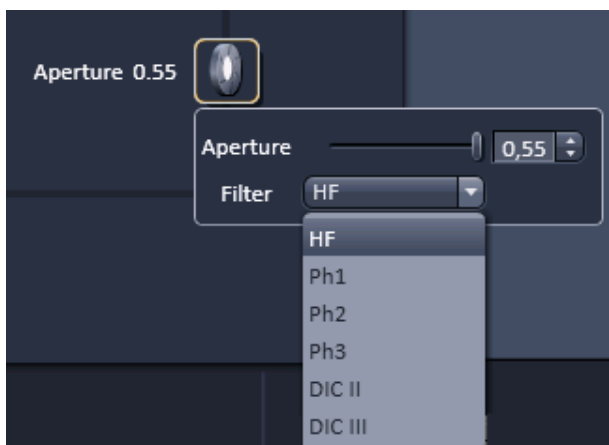 Aperture 0.55
Aperture 0,55
Filter HF
HF
Ph1
Ph2
Ph3
DIC II
DIC III